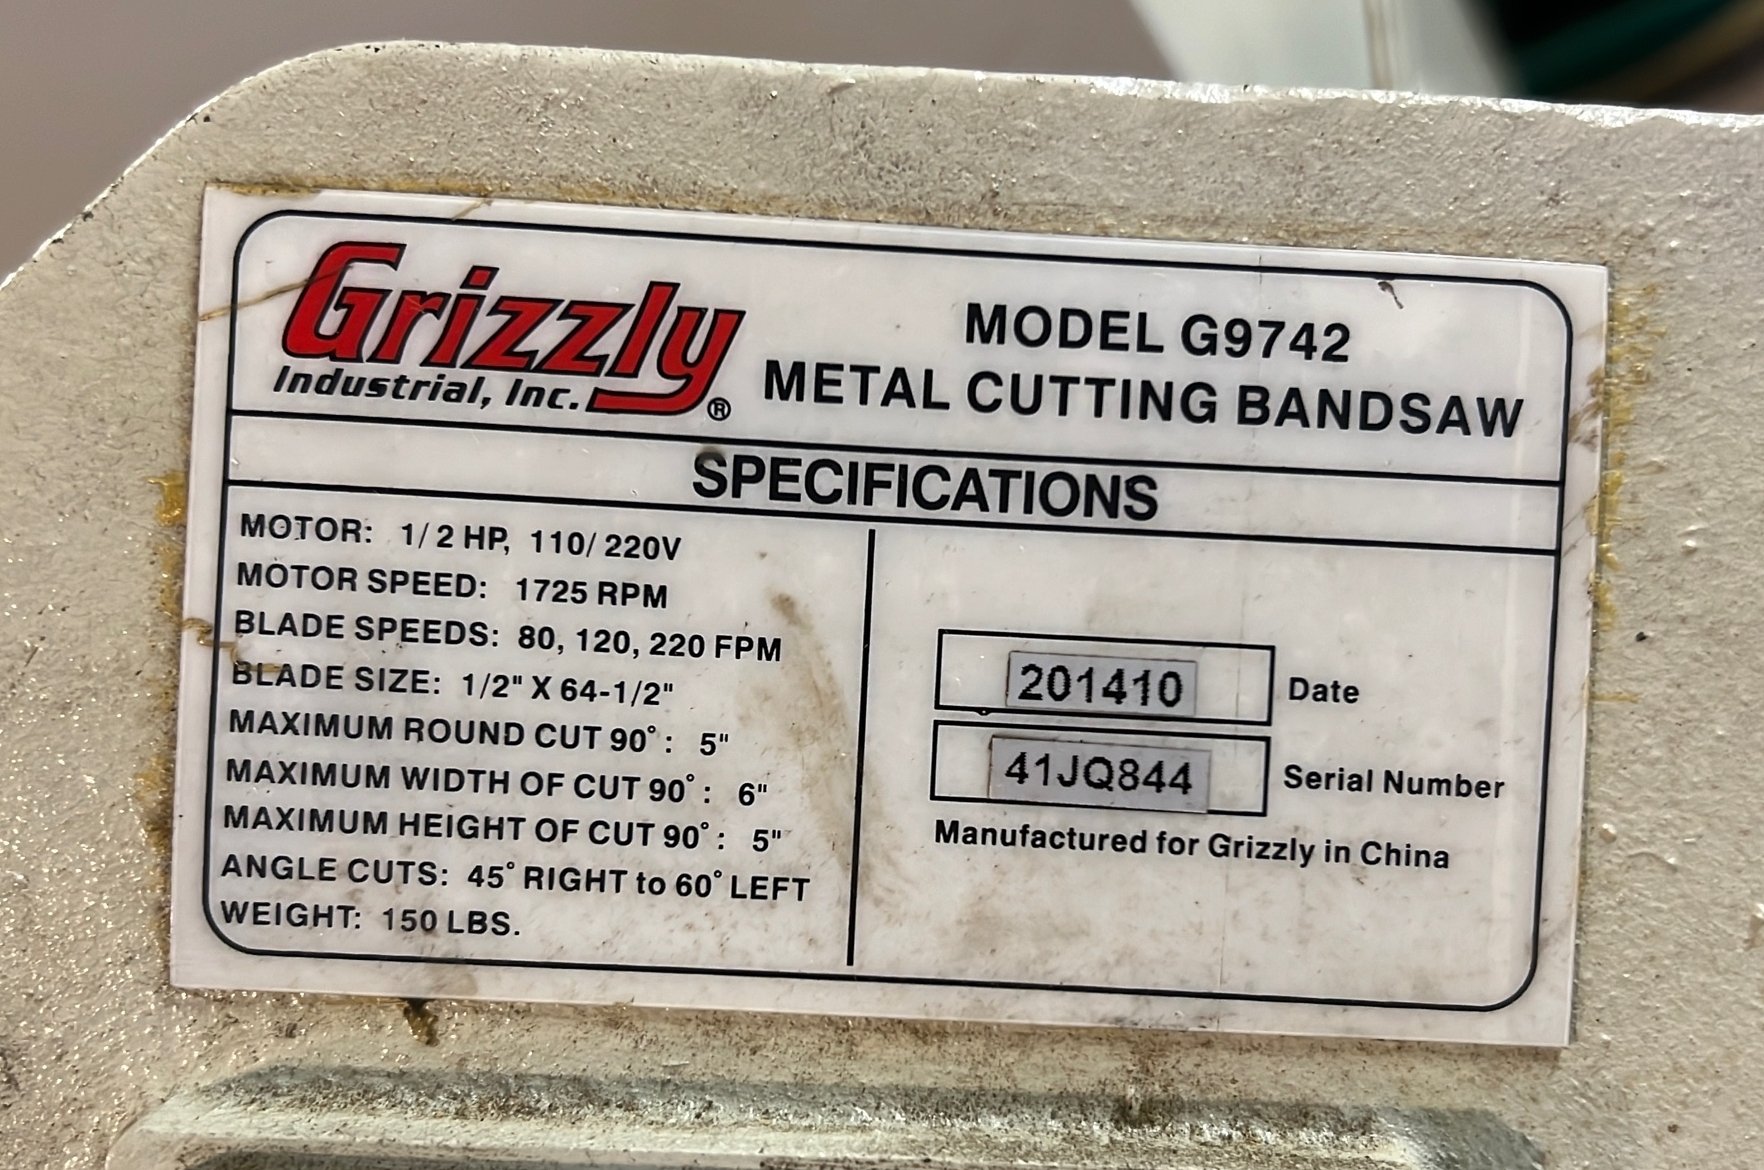 Grizzly
Industrial, Inc. ®
MODEL G9742
METAL CUTTING BANDSAW
SPECIFICATIONS
MOTOR: 1/2 HP, 110/220V
MOTOR SPEED: 1725 RPM
BLADE SPEEDS: 80, 120, 220 FPM
BLADE SIZE: 1/2" X 64-1/2"
MAXIMUM ROUND CUT 90°: 5"
MAXIMUM WIDTH OF CUT 90°: 6"
MAXIMUM HEIGHT OF CUT 90°: 5"
ANGLE CUTS: 45° RIGHT to 60° LEFT
WEIGHT: 150 LBS.
201410 Date
41JQ844 Serial Number
Manufactured for Grizzly in China